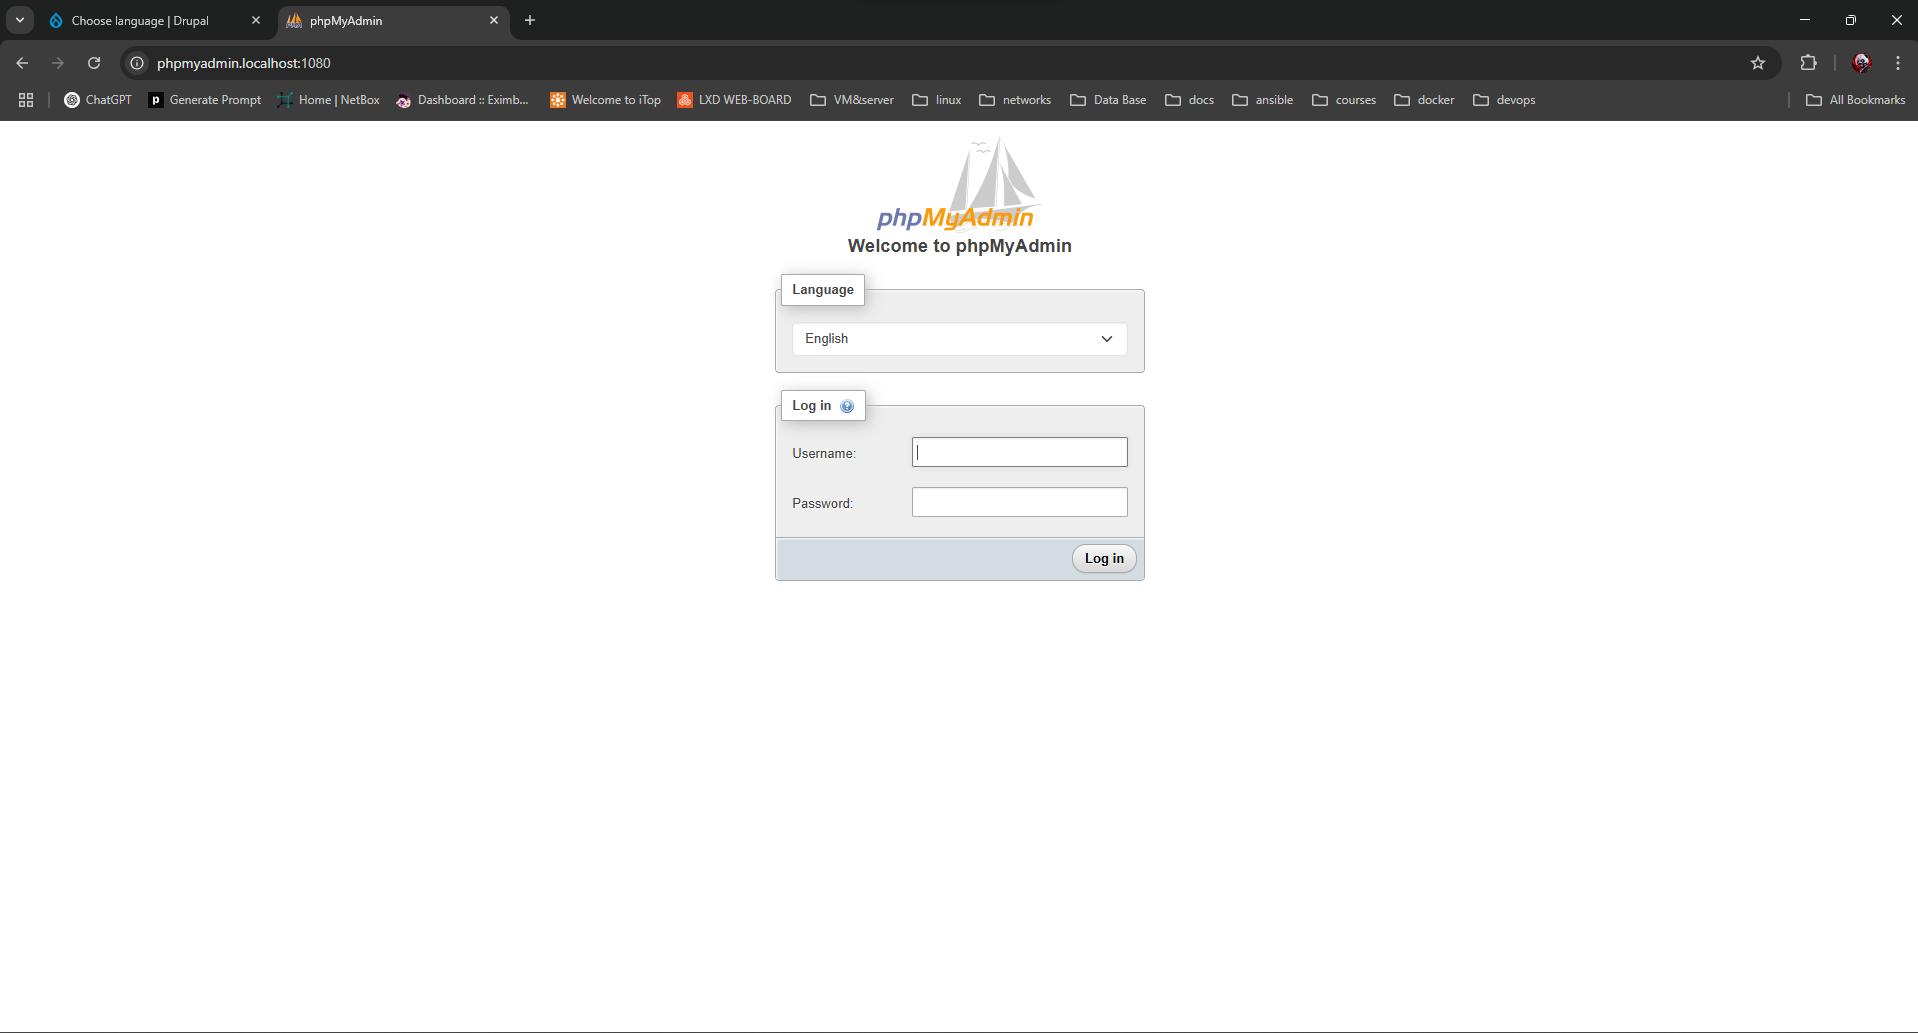 Choose language | Drupal
phpMyAdmin
phpmyadmin.localhost:1080
ChatGPT
p Generate Prompt
Home | NetBox
Dashboard :: Eximb...
Welcome to iTop
LXD WEB-BOARD
VM&server
linux
networks
Data Base
docs
ansible
courses
docker
devops
All Bookmarks
phpMyAdmin
Welcome to phpMyAdmin
Language
English
Log in ?
Username:
Password:
Log in